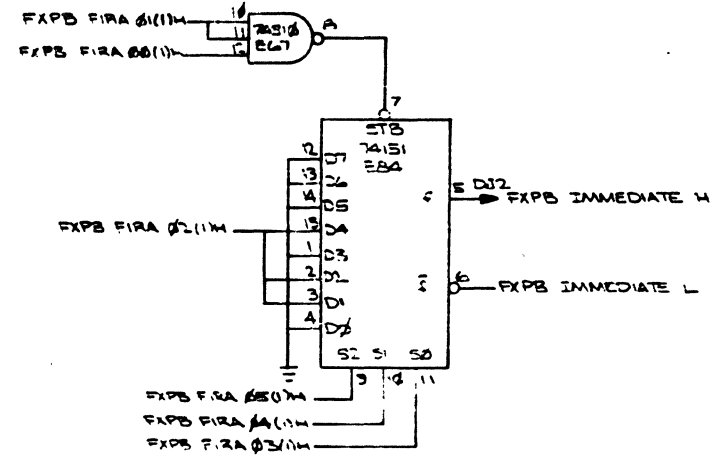 FXPB FIRA Ø1(1)H
1Ø
11
74S1Ø
E67
8
FXPB FIRA ØØ(1)H
7
STB
74151
E84
12 D7
13 D6
14 D5
FXPB FIRA Ø2(1)H 15 D4
1 D3
2 D2
3 D1
4 DØ
f 5 DJ2 FXPB IMMEDIATE H
f 6 FXPB IMMEDIATE L
S2 S1 SØ
9 1Ø 11
FXPB FIRA Ø5(1)H
FXPB FIRA Ø4(1)H
FXPB FIRA Ø3(1)H